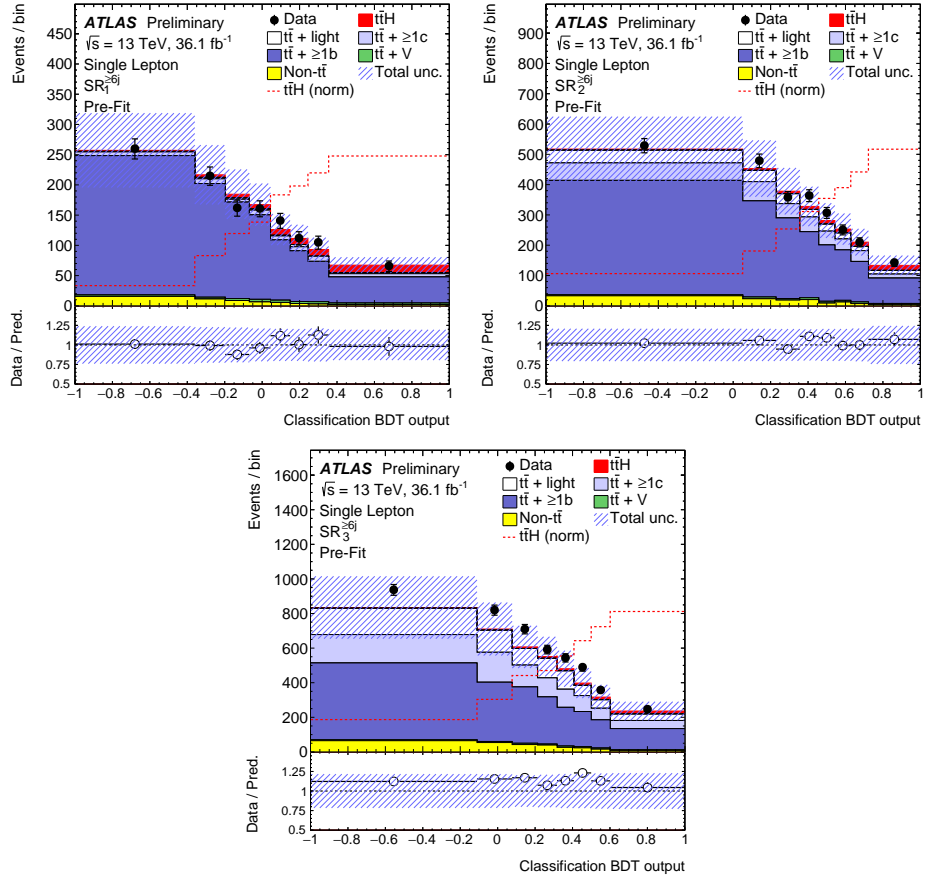 Events / bin
450
400
350
300
250
200
150
100
50
0
ATLAS Preliminary
√s = 13 TeV, 36.1 fb⁻¹
Single Lepton
SR₁^≥6j
Pre-Fit
Data
tt̄H
tt̄ + light
tt̄ + ≥1c
tt̄ + ≥1b
tt̄ + V
Non-tt̄
Total unc.
tt̄H (norm)
Data / Pred.
1.25
1
0.75
0.5
−1 −0.8 −0.6 −0.4 −0.2 0 0.2 0.4 0.6 0.8 1
Classification BDT output
Events / bin
900
800
700
600
500
400
300
200
100
0
ATLAS Preliminary
√s = 13 TeV, 36.1 fb⁻¹
Single Lepton
SR₂^≥6j
Pre-Fit
Data
tt̄H
tt̄ + light
tt̄ + ≥1c
tt̄ + ≥1b
tt̄ + V
Non-tt̄
Total unc.
tt̄H (norm)
Data / Pred.
1.25
1
0.75
0.5
−1 −0.8 −0.6 −0.4 −0.2 0 0.2 0.4 0.6 0.8 1
Classification BDT output
Events / bin
1600
1400
1200
1000
800
600
400
200
0
ATLAS Preliminary
√s = 13 TeV, 36.1 fb⁻¹
Single Lepton
SR₃^≥6j
Pre-Fit
Data
tt̄H
tt̄ + light
tt̄ + ≥1c
tt̄ + ≥1b
tt̄ + V
Non-tt̄
Total unc.
tt̄H (norm)
Data / Pred.
1.25
1
0.75
0.5
−1 −0.8 −0.6 −0.4 −0.2 0 0.2 0.4 0.6 0.8 1
Classification BDT output